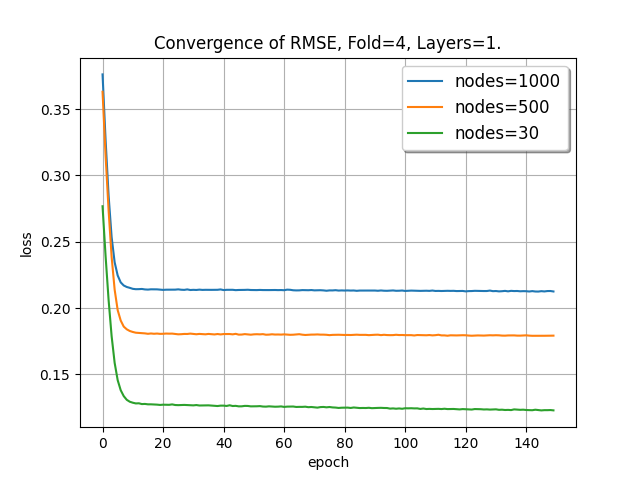 Convergence of RMSE, Fold=4, Layers=1.
nodes=1000
nodes=500
nodes=30
0.35
0.30
0.25
0.20
0.15
loss
0 20 40 60 80 100 120 140
epoch